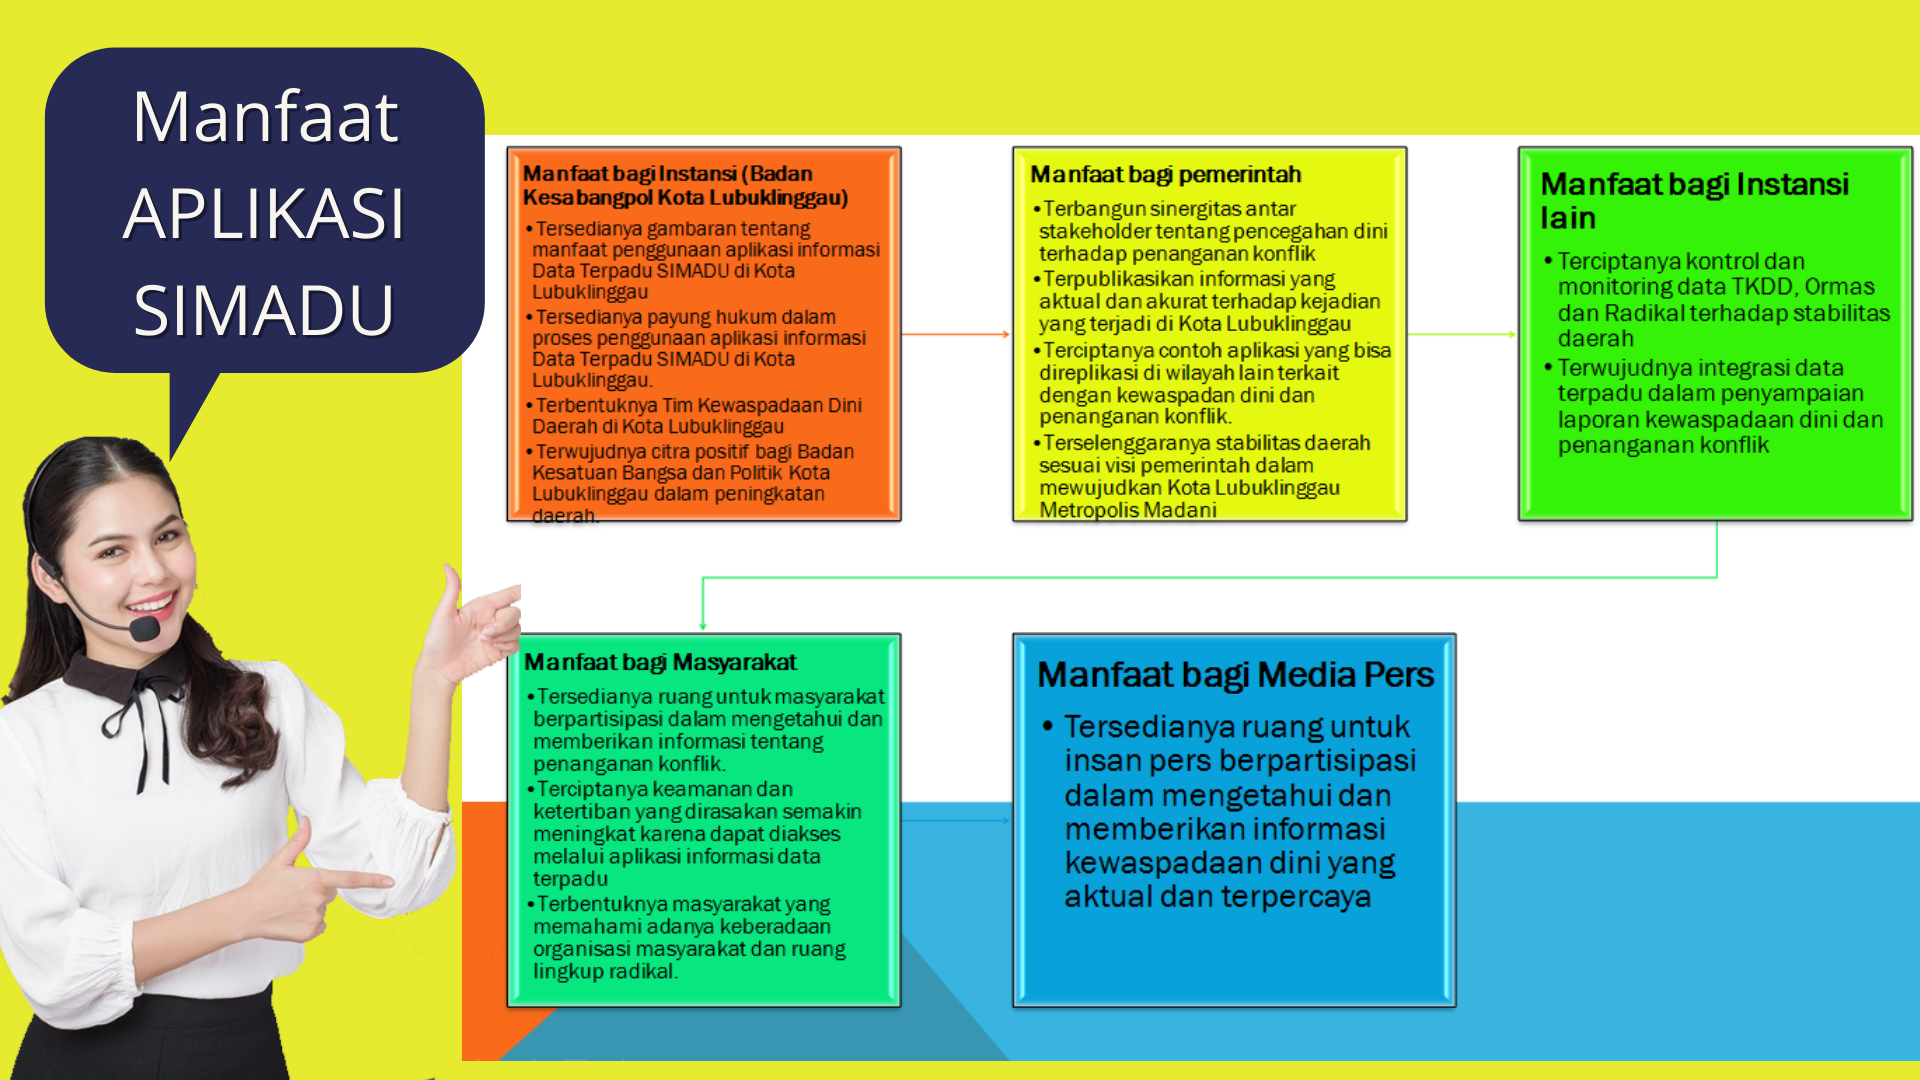 Manfaat
APLIKASI
SIMADU
Manfaat bagi Instansi (Badan
Kesabangpol Kota Lubuklinggau)
•Tersedianya gambaran tentang
manfaat penggunaan aplikasi informasi
Data Terpadu SIMADU di Kota
Lubuklinggau
•Tersedianya payung hukum dalam
proses penggunaan aplikasi informasi
Data Terpadu SIMADU di Kota
Lubuklinggau.
•Terbentuknya Tim Kewaspadaan Dini
Daerah di Kota Lubuklinggau
•Terwujudnya citra positif bagi Badan
Kesatuan Bangsa dan Politik Kota
Lubuklinggau dalam peningkatan
daerah.
Manfaat bagi pemerintah
•Terbangun sinergitas antar
stakeholder tentang pencegahan dini
terhadap penanganan konflik
•Terpublikasikan informasi yang
aktual dan akurat terhadap kejadian
yang terjadi di Kota Lubuklinggau
•Terciptanya contoh aplikasi yang bisa
direplikasi di wilayah lain terkait
dengan kewaspadan dini dan
penanganan konflik.
•Terselenggaranya stabilitas daerah
sesuai visi pemerintah dalam
mewujudkan Kota Lubuklinggau
Metropolis Madani
Manfaat bagi Instansi
lain
• Terciptanya kontrol dan
monitoring data TKDD, Ormas
dan Radikal terhadap stabilitas
daerah
• Terwujudnya integrasi data
terpadu dalam penyampaian
laporan kewaspadaan dini dan
penanganan konflik
Manfaat bagi Masyarakat
•Tersedianya ruang untuk masyarakat
berpartisipasi dalam mengetahui dan
memberikan informasi tentang
penanganan konflik.
•Terciptanya keamanan dan
ketertiban yang dirasakan semakin
meningkat karena dapat diakses
melalui aplikasi informasi data
terpadu
•Terbentuknya masyarakat yang
memahami adanya keberadaan
organisasi masyarakat dan ruang
lingkup radikal.
Manfaat bagi Media Pers
• Tersedianya ruang untuk
insan pers berpartisipasi
dalam mengetahui dan
memberikan informasi
kewaspadaan dini yang
aktual dan terpercaya